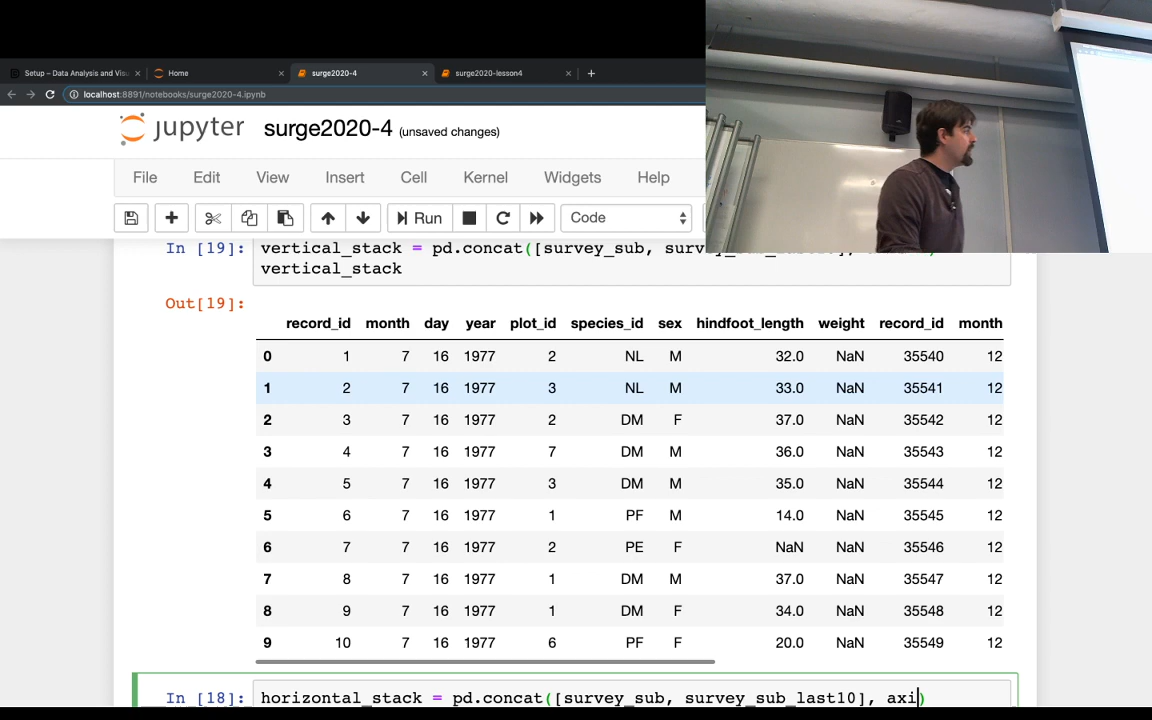 Setup – Data Analysis and Visu
Home
surge2020-4
surge2020-lesson4
localhost:8891/notebooks/surge2020-4.ipynb
jupyter surge2020-4 (unsaved changes)
File Edit View Insert Cell Kernel Widgets Help
Run Code
In [19]: vertical_stack = pd.concat([survey_sub,
vertical_stack
Out[19]:
record_id month day year plot_id species_id sex hindfoot_length weight record_id month
0 1 7 16 1977 2 NL M 32.0 NaN 35540 12
1 2 7 16 1977 3 NL M 33.0 NaN 35541 12
2 3 7 16 1977 2 DM F 37.0 NaN 35542 12
3 4 7 16 1977 7 DM M 36.0 NaN 35543 12
4 5 7 16 1977 3 DM M 35.0 NaN 35544 12
5 6 7 16 1977 1 PF M 14.0 NaN 35545 12
6 7 7 16 1977 2 PE F NaN NaN 35546 12
7 8 7 16 1977 1 DM M 37.0 NaN 35547 12
8 9 7 16 1977 1 DM F 34.0 NaN 35548 12
9 10 7 16 1977 6 PF F 20.0 NaN 35549 12
In [18]: horizontal_stack = pd.concat([survey_sub, survey_sub_last10], axi)